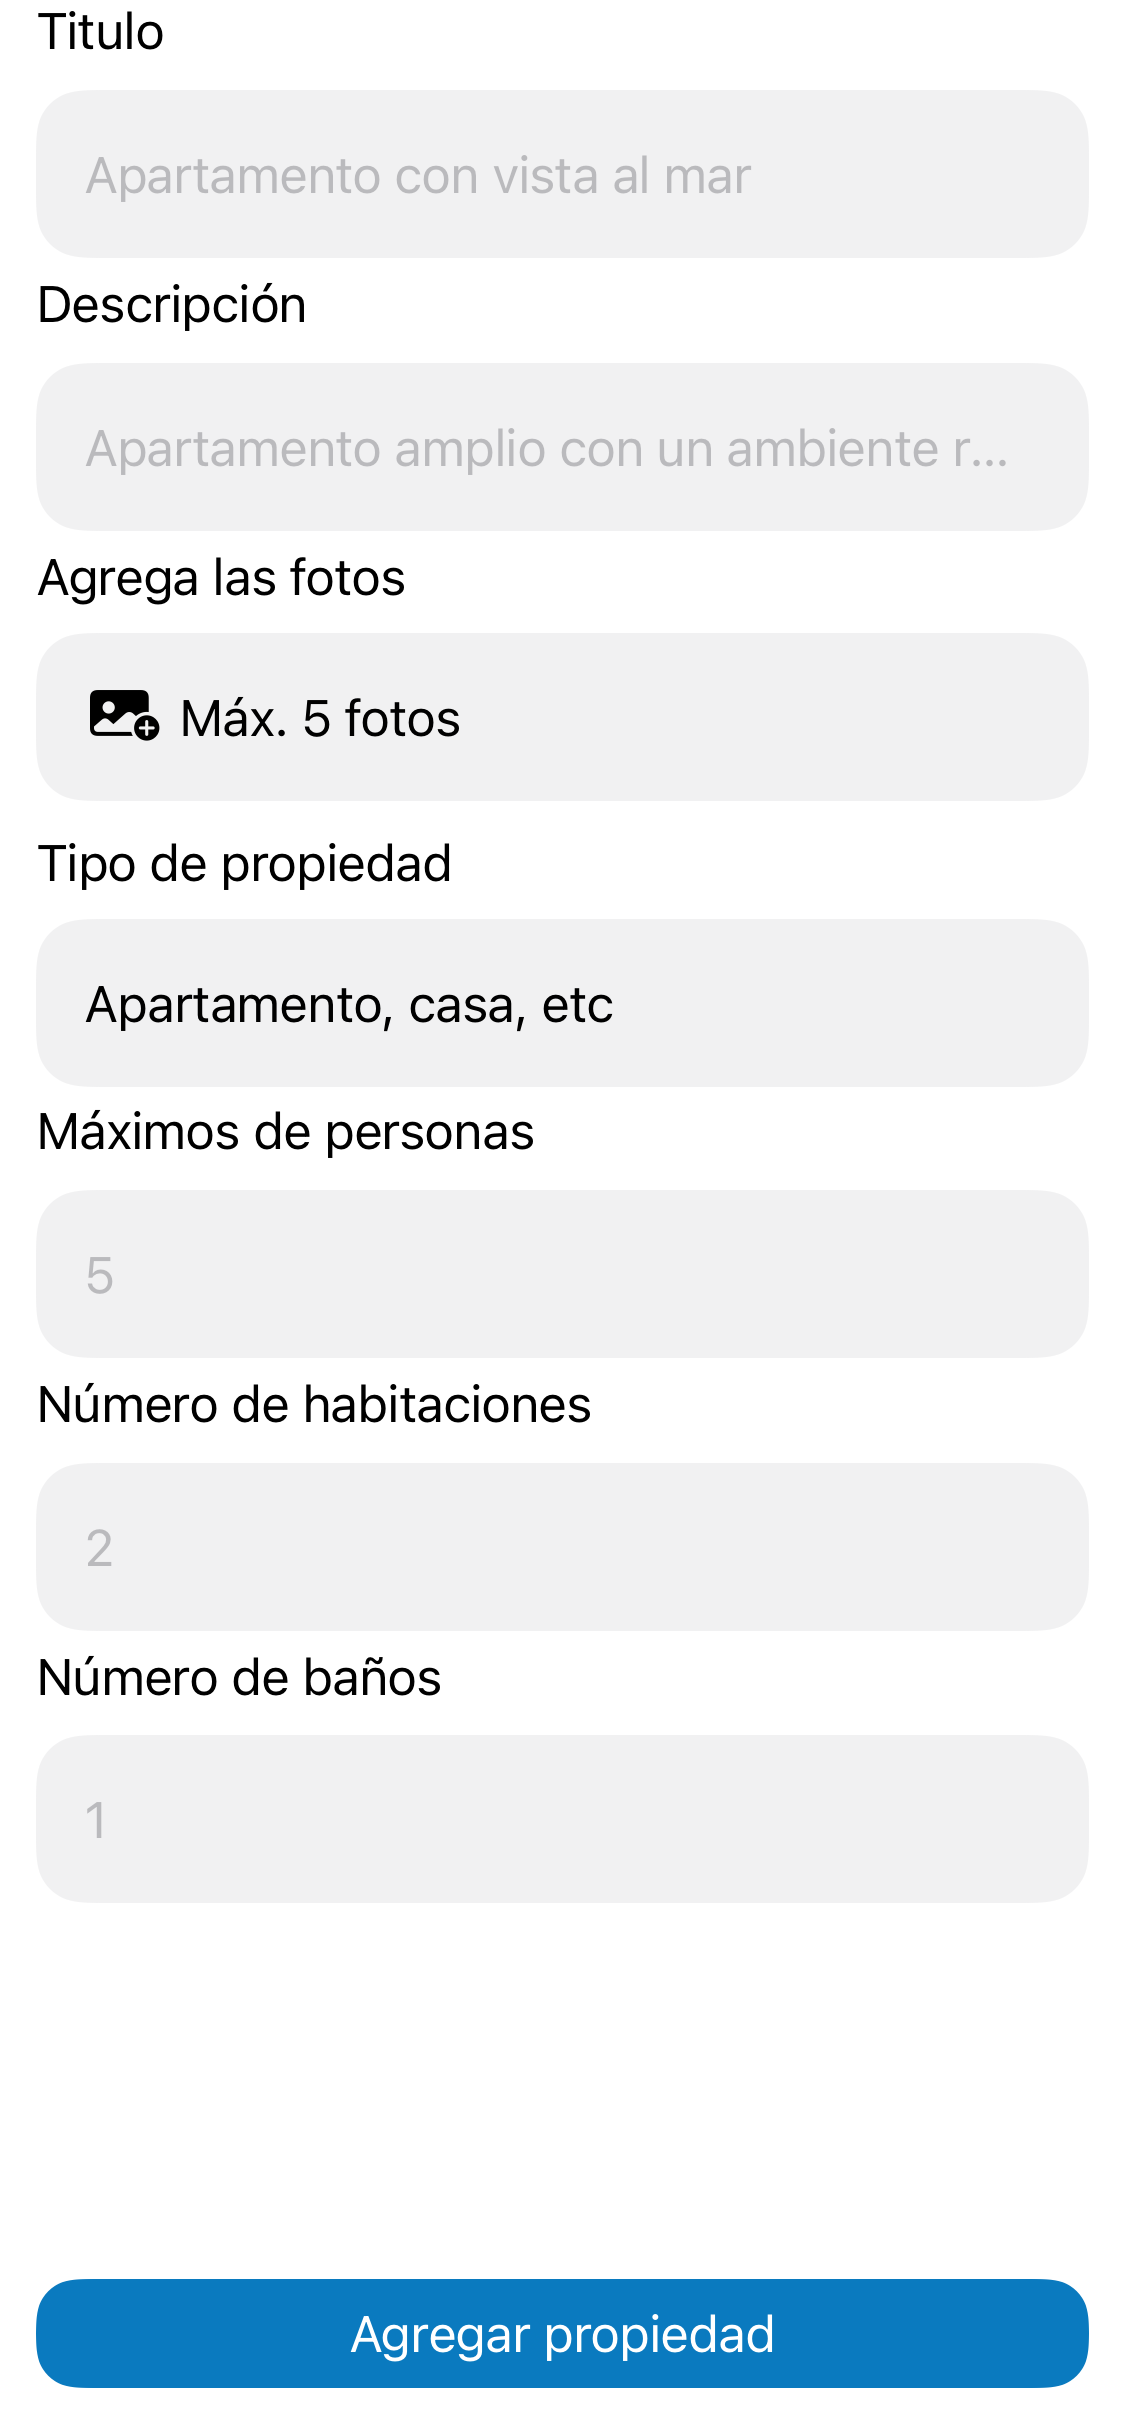 Titulo
Apartamento con vista al mar
Descripción
Apartamento amplio con un ambiente r...
Agrega las fotos
Máx. 5 fotos
Tipo de propiedad
Apartamento, casa, etc
Máximos de personas
5
Número de habitaciones
2
Número de baños
1
Agregar propiedad